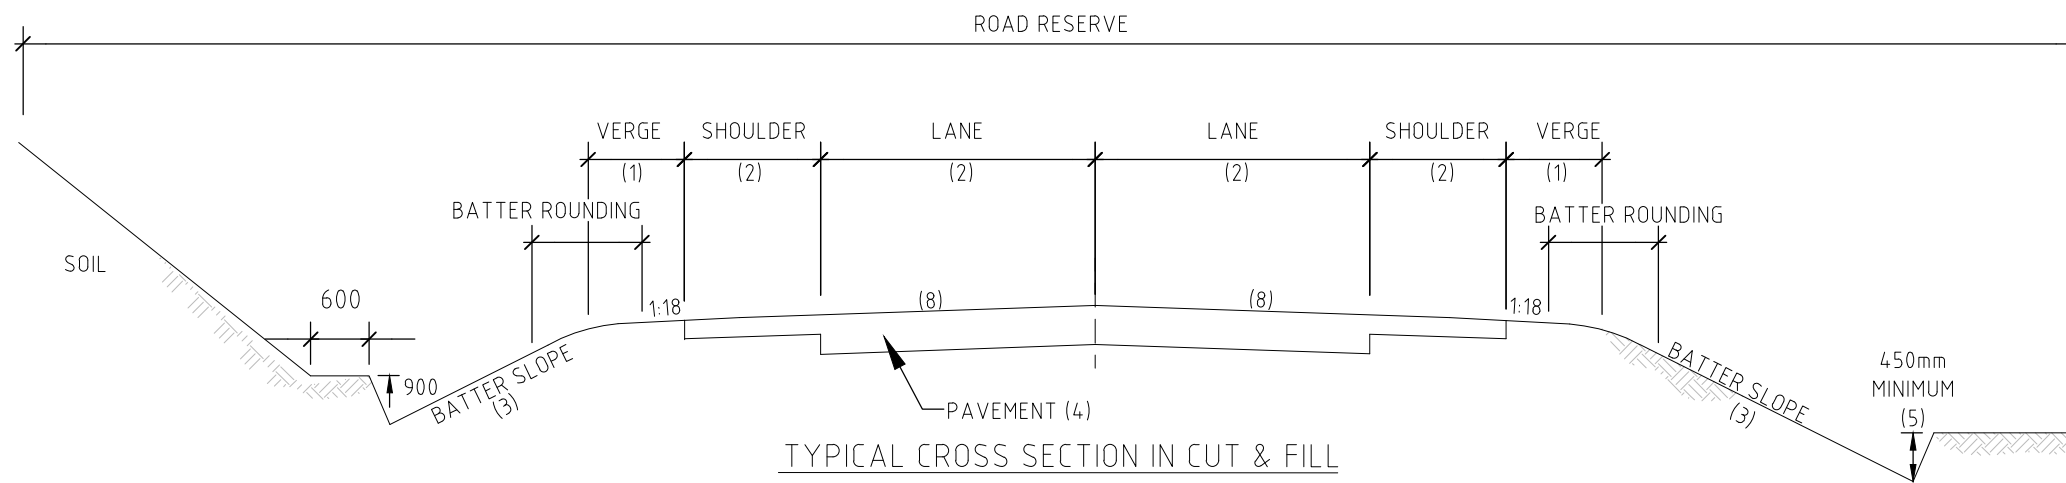 ROAD RESERVE
VERGE SHOULDER LANE LANE SHOULDER VERGE
(1) (2) (2) (2) (2) (1)
BATTER ROUNDING BATTER ROUNDING
SOIL
600
1:18 (8) (8) 1:18
900
BATTER SLOPE
(3)
BATTER SLOPE
(3)
450mm
MINIMUM
(5)
PAVEMENT (4)
TYPICAL CROSS SECTION IN CUT & FILL